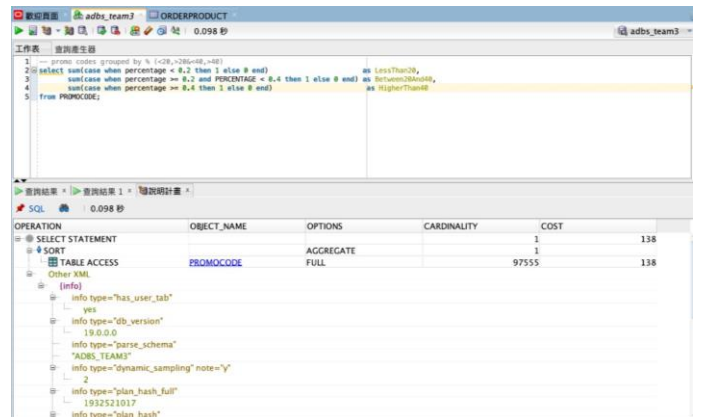 歡迎頁面 adbs_team3 ORDERPRODUCT
0.098 秒 adbs_team3
工作表 查詢產生器
1 -- promo codes grouped by % (<20,>20&<40,>40)
2 select sum(case when percentage < 0.2 then 1 else 0 end) as LessThan20,
3 sum(case when percentage >= 0.2 and PERCENTAGE < 0.4 then 1 else 0 end) as Between20And40,
4 sum(case when percentage >= 0.4 then 1 else 0 end) as HigherThan40
5 from PROMOCODE;
查詢結果 × 查詢結果 1 × 說明計畫 ×
SQL 0.098 秒
OPERATION OBJECT_NAME OPTIONS CARDINALITY COST
SELECT STATEMENT 1 138
SORT AGGREGATE 1
TABLE ACCESS PROMOCODE FULL 97555 138
Other XML
{info}
info type="has_user_tab"
yes
info type="db_version"
19.0.0.0
info type="parse_schema"
"ADBS_TEAM3"
info type="dynamic_sampling" note="y"
2
info type="plan_hash_full"
1932521017
info type="plan_hash"